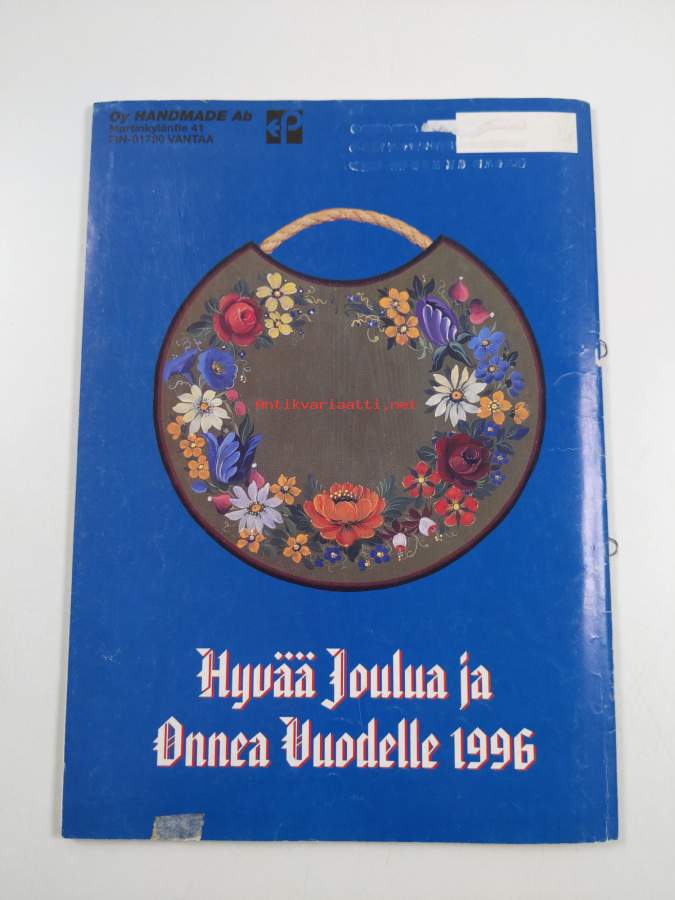 Oy HANDMADE Ab
Martinkyläntie 41
FIN-01720 VANTAA
Antikvariaatti.net
Hyvää Joulua ja
Onnea Vuodelle 1996